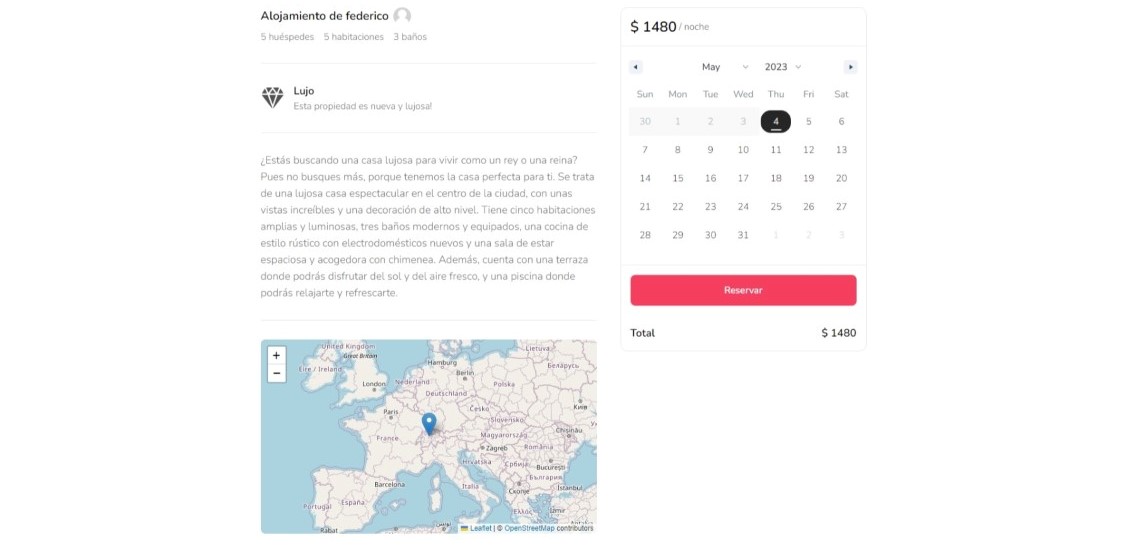 Alojamiento de federico
5 huéspedes 5 habitaciones 3 baños
Lujo
Esta propiedad es nueva y lujosa!
¿Estás buscando una casa lujosa para vivir como un rey o una reina?
Pues no busques más, porque tenemos la casa perfecta para ti. Se trata
de una lujosa casa espectacular en el centro de la ciudad, con unas
vistas increíbles y una decoración de alto nivel. Tiene cinco habitaciones
amplias y luminosas, tres baños modernos y equipados, una cocina de
estilo rústico con electrodomésticos nuevos y una sala de estar
espaciosa y acogedora con chimenea. Además, cuenta con una terraza
donde podrás disfrutar del sol y del aire fresco, y una piscina donde
podrás relajarte y refrescarte.
+
−
United Kingdom
Great Britain
Éire / Ireland
London
Hamburg
Berlin
Nederland
Deutschland
Polska
Lietuva
Беларусь
Paris
France
Česko
Slovensko
Київ
Magyarország
Chișinău
Zagreb
România
Hrvatska
Србија
București
България
Barcelona
Italia
Скопје
İstanbul
España
Portugal
Ελλάς
İzmir
Rabat
Leaflet | © OpenStreetMap contributors
$ 1480 / noche
May 2023
Sun Mon Tue Wed Thu Fri Sat
30 1 2 3 4 5 6
7 8 9 10 11 12 13
14 15 16 17 18 19 20
21 22 23 24 25 26 27
28 29 30 31 1 2 3
Reservar
Total $ 1480